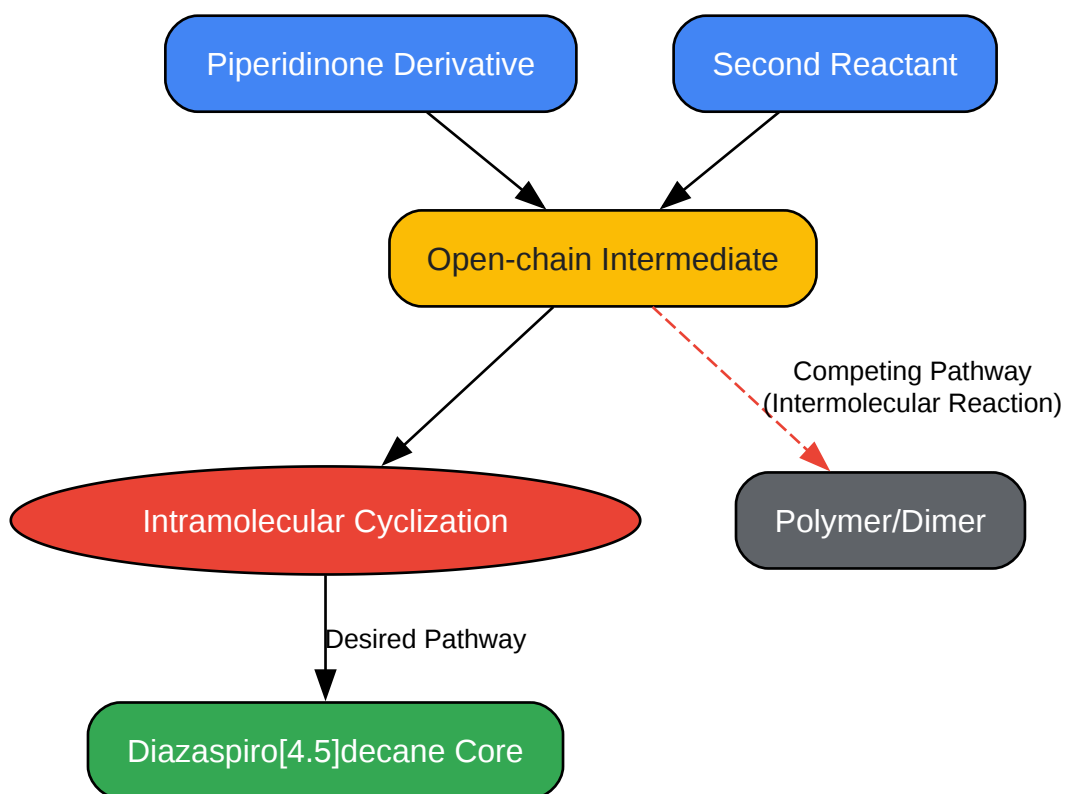 Piperidinone Derivative
Second Reactant
Open-chain Intermediate
Competing Pathway
(Intermolecular Reaction)
Intramolecular Cyclization
Polymer/Dimer
Desired Pathway
Diazaspiro[4.5]decane Core